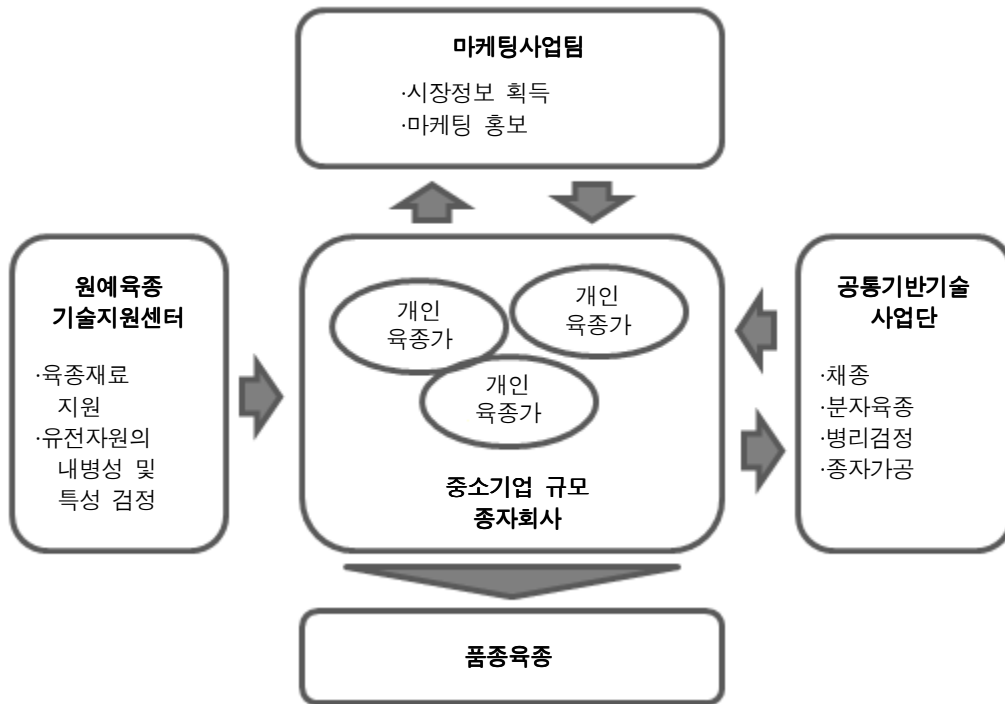 마케팅사업팀
·시장정보 획득
·마케팅 홍보
원예육종
기술지원센터
·육종재료
지원
·유전자원의
내병성 및
특성 검정
개인
육종가
개인
육종가
개인
육종가
중소기업 규모
종자회사
공통기반기술
사업단
·채종
·분자육종
·병리검정
·종자가공
품종육종